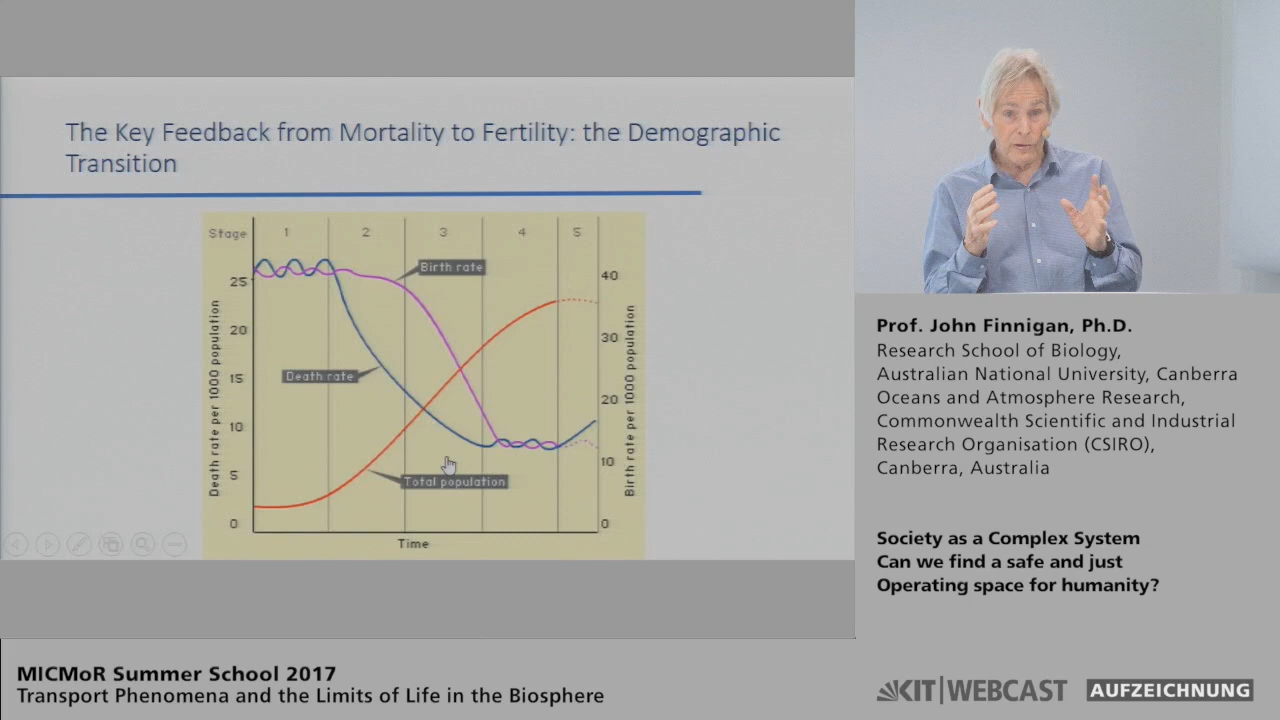 The Key Feedback from Mortality to Fertility: the Demographic
Transition
Stage 1 2 3 4 5
Birth rate
Death rate
Total population
25
20
15
10
5
0
40
30
20
10
0
Death rate per 1000 population
Birth rate per 1000 population
Time
Prof. John Finnigan, Ph.D.
Research School of Biology,
Australian National University, Canberra
Oceans and Atmosphere Research,
Commonwealth Scientific and Industrial
Research Organisation (CSIRO),
Canberra, Australia
Society as a Complex System
Can we find a safe and just
Operating space for humanity?
MICMoR Summer School 2017
Transport Phenomena and the Limits of Life in the Biosphere
KIT|WEBCAST
AUFZEICHNUNG